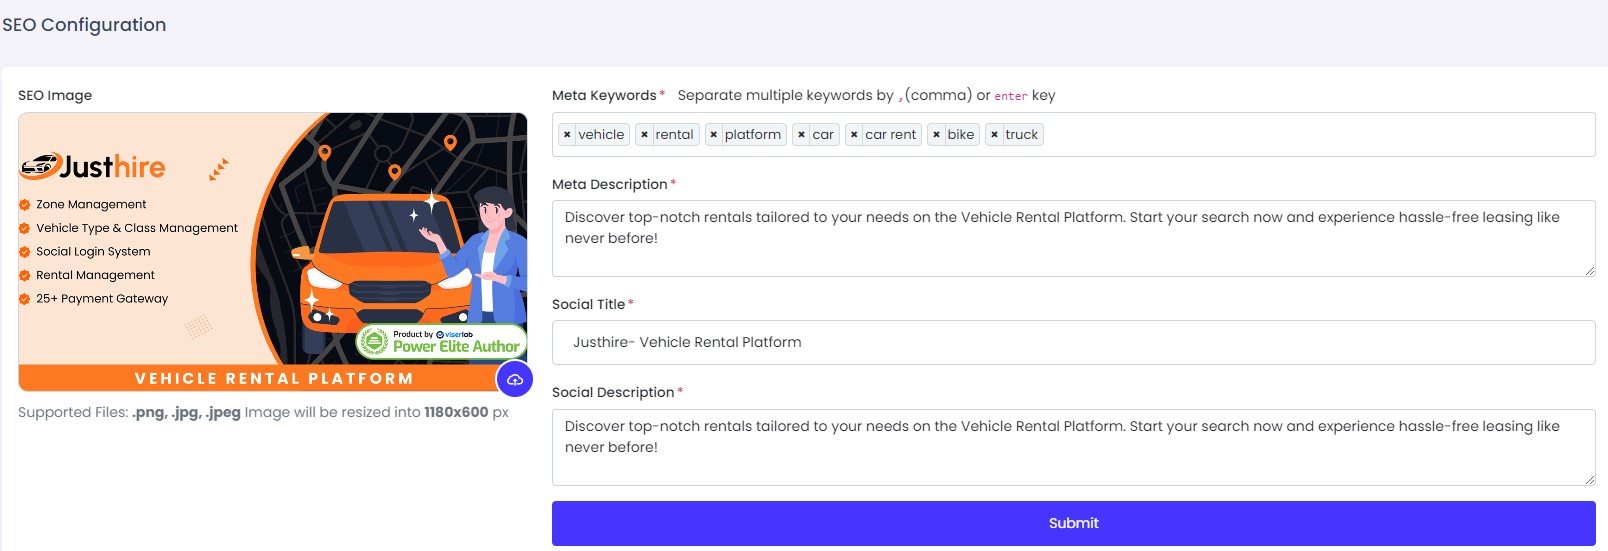 SEO Configuration
SEO Image
Justhire
Zone Management
Vehicle Type & Class Management
Social Login System
Rental Management
25+ Payment Gateway
Product by viserlab
Power Elite Author
VEHICLE RENTAL PLATFORM
Supported Files: .png, .jpg, .jpeg Image will be resized into 1180x600 px
Meta Keywords * Separate multiple keywords by , (comma) or enter key
× vehicle × rental × platform × car × car rent × bike × truck
Meta Description *
Discover top-notch rentals tailored to your needs on the Vehicle Rental Platform. Start your search now and experience hassle-free leasing like
never before!
Social Title *
Justhire- Vehicle Rental Platform
Social Description *
Discover top-notch rentals tailored to your needs on the Vehicle Rental Platform. Start your search now and experience hassle-free leasing like
never before!
Submit